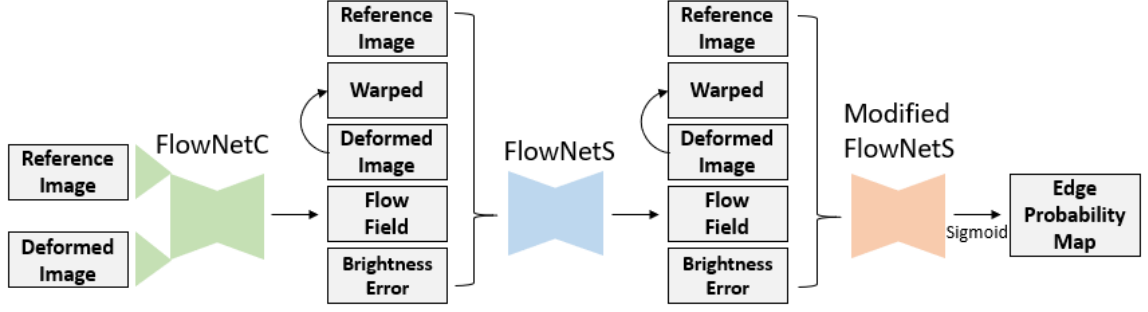 Reference
Image
Deformed
Image
FlowNetC
Reference
Image
Warped
Deformed
Image
Flow
Field
Brightness
Error
FlowNetS
Reference
Image
Warped
Deformed
Image
Flow
Field
Brightness
Error
Modified
FlowNetS
Sigmoid
Edge
Probability
Map